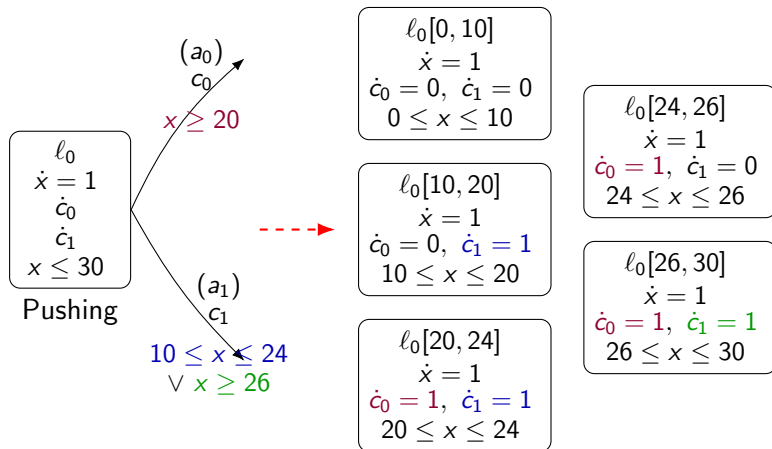 ℓ₀
ẋ = 1
ċ₀
ċ₁
x ≤ 30
Pushing
(a₀)
c₀
x ≥ 20
(a₁)
c₁
10 ≤ x ≤ 24
∨ x ≥ 26
ℓ₀[0, 10]
ẋ = 1
ċ₀ = 0, ċ₁ = 0
0 ≤ x ≤ 10
ℓ₀[10, 20]
ẋ = 1
ċ₀ = 0, ċ₁ = 1
10 ≤ x ≤ 20
ℓ₀[20, 24]
ẋ = 1
ċ₀ = 1, ċ₁ = 1
20 ≤ x ≤ 24
ℓ₀[24, 26]
ẋ = 1
ċ₀ = 1, ċ₁ = 0
24 ≤ x ≤ 26
ℓ₀[26, 30]
ẋ = 1
ċ₀ = 1, ċ₁ = 1
26 ≤ x ≤ 30